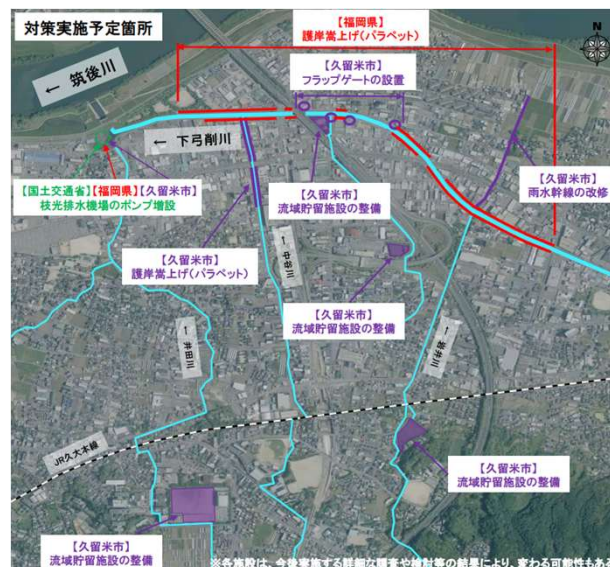 対策実施予定箇所
【福岡県】
護岸嵩上げ(パラペット)
N
← 筑後川
【久留米市】
フラップゲートの設置
← 下弓削川
【国土交通省】【福岡県】【久留米市】
枝光排水機場のポンプ増設
【久留米市】
流域貯留施設の整備
【久留米市】
雨水幹線の改修
【久留米市】
護岸嵩上げ(パラペット)
← 中谷川
【久留米市】
流域貯留施設の整備
← 井田川
← 岩井川
JR久大本線
【久留米市】
流域貯留施設の整備
【久留米市】
流域貯留施設の整備
※各施設は、今後実施する詳細な調査や検討等の結果により、変わる可能性もあ